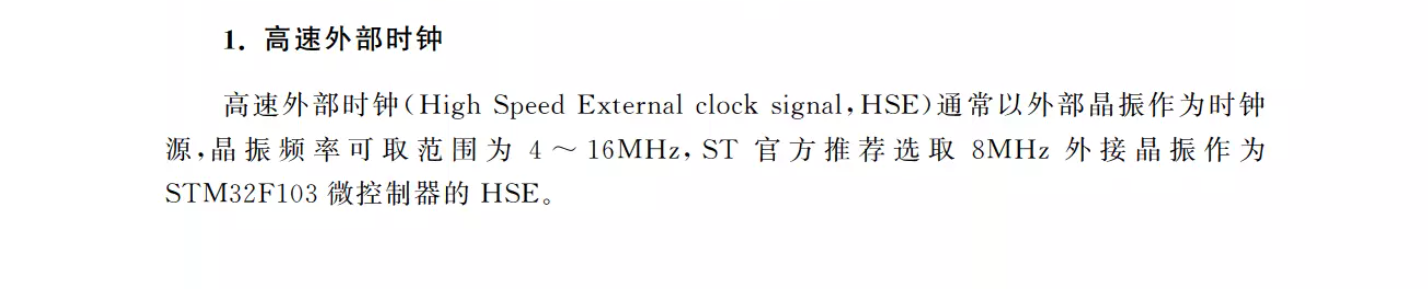 1. 高速外部时钟
高速外部时钟(High Speed External clock signal,HSE)通常以外部晶振作为时钟
源,晶振频率可取范围为 4～16MHz,ST 官方推荐选取 8MHz 外接晶振作为
STM32F103 微控制器的 HSE。